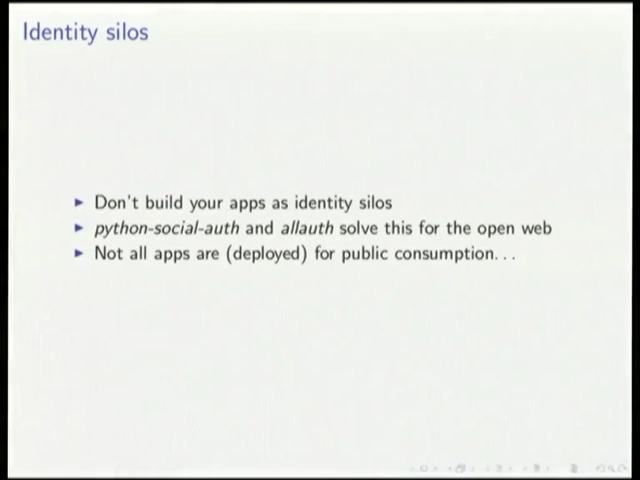 Identity silos
Don't build your apps as identity silos
python-social-auth and allauth solve this for the open web
Not all apps are (deployed) for public consumption...